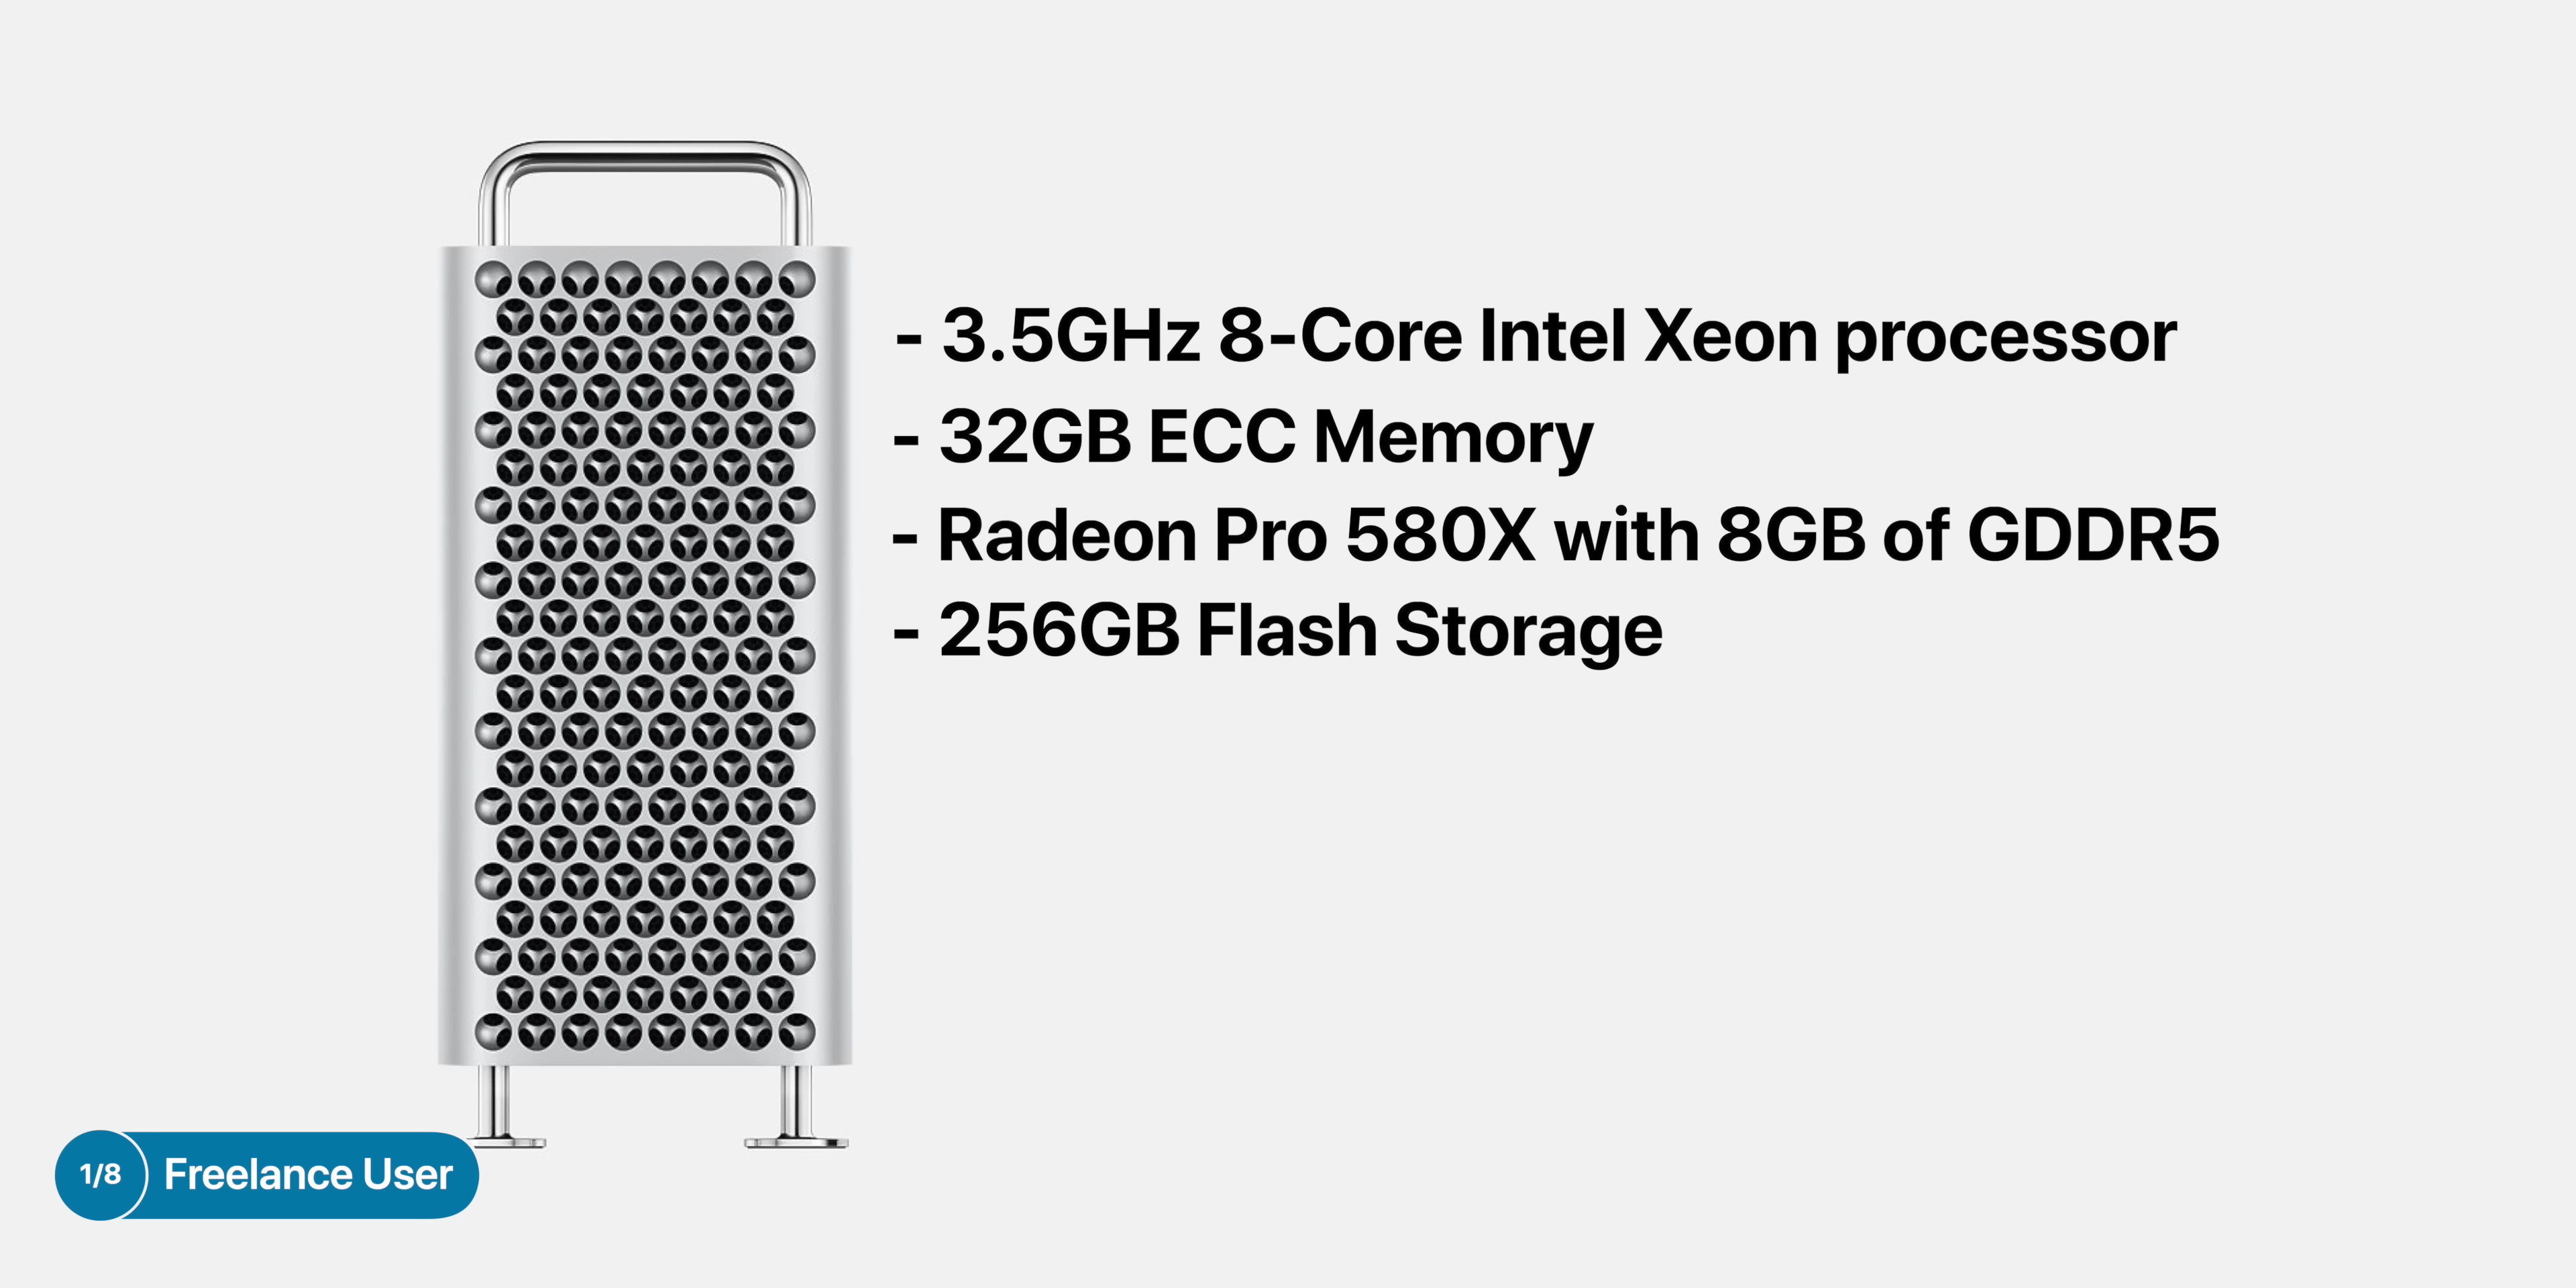 - 3.5GHz 8-Core Intel Xeon processor
- 32GB ECC Memory
- Radeon Pro 580X with 8GB of GDDR5
- 256GB Flash Storage
1/8 Freelance User